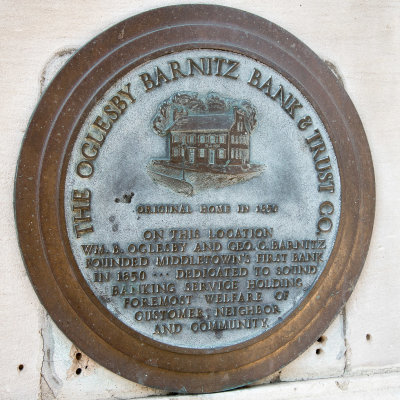 THE OGLESBY BARNITZ BANK & TRUST CO.
ORIGINAL HOME IN 1850
ON THIS LOCATION
WM. B. OGLESBY AND GEO. C. BARNITZ
FOUNDED MIDDLETOWN'S FIRST BANK
IN 1850 ··· DEDICATED TO SOUND
BANKING SERVICE HOLDING
FOREMOST WELFARE OF
CUSTOMER, NEIGHBOR
AND COMMUNITY